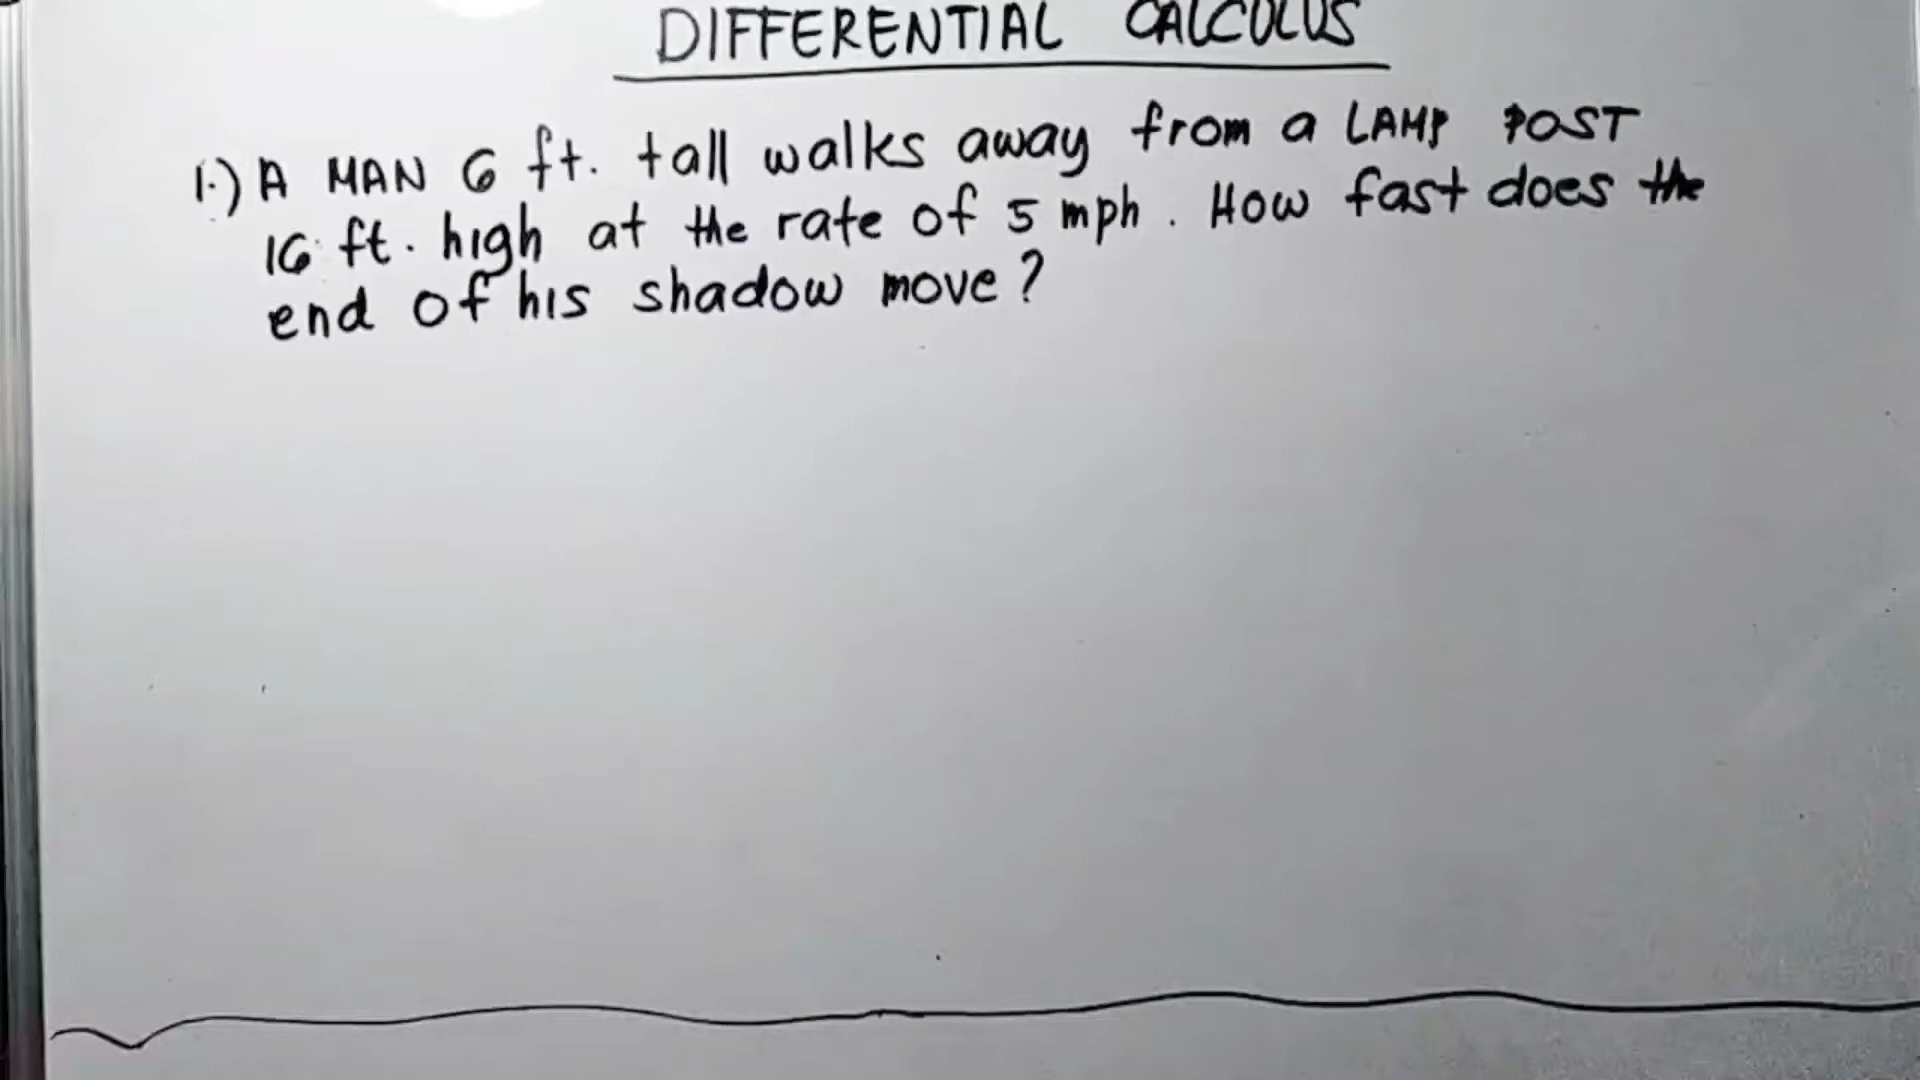 DIFFERENTIAL CALCULUS
1.) A MAN 6 ft. tall walks away from a LAMP POST
16 ft. high at the rate of 5 mph. How fast does the
end of his shadow move?